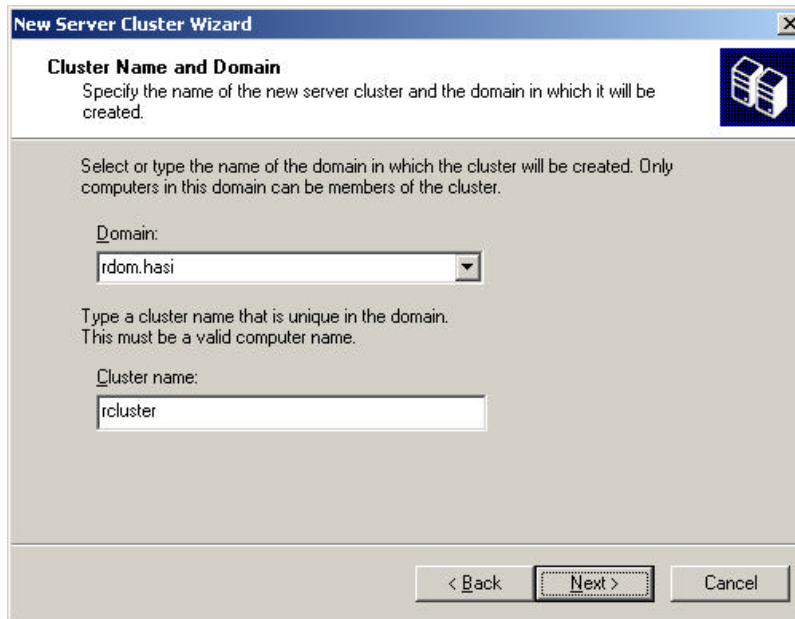 New Server Cluster Wizard
Cluster Name and Domain
Specify the name of the new server cluster and the domain in which it will be
created.
Select or type the name of the domain in which the cluster will be created. Only
computers in this domain can be members of the cluster.
Domain:
rdom.hasi
Type a cluster name that is unique in the domain.
This must be a valid computer name.
Cluster name:
rcluster
< Back Next > Cancel